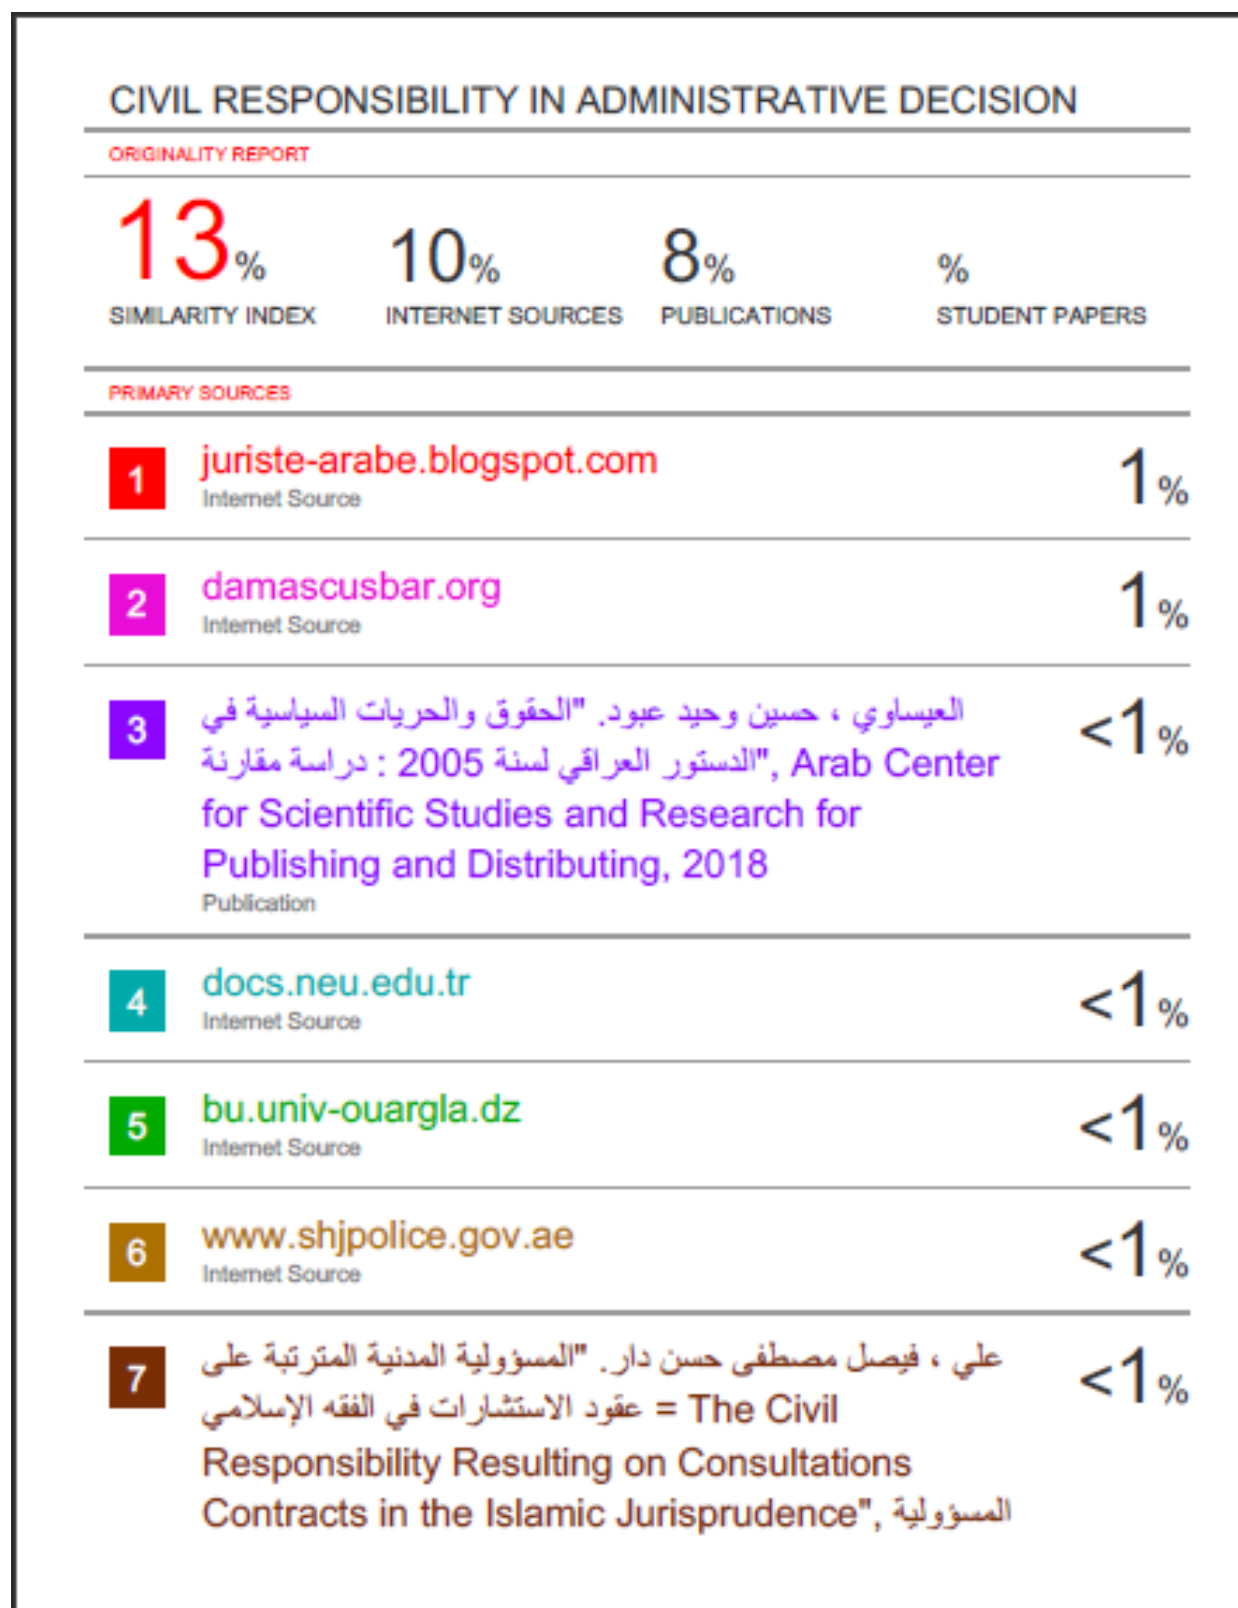 CIVIL RESPONSIBILITY IN ADMINISTRATIVE DECISION
ORIGINALITY REPORT
13% 10% 8% %
SIMILARITY INDEX INTERNET SOURCES PUBLICATIONS STUDENT PAPERS
PRIMARY SOURCES
1 juriste-arabe.blogspot.com 1%
Internet Source
2 damascusbar.org 1%
Internet Source
3 العيساوي ، حسين وحيد عبود. "الحقوق والحريات السياسية في <1%
الدستور العراقي لسنة 2005 : دراسة مقارنة", Arab Center
for Scientific Studies and Research for
Publishing and Distributing, 2018
Publication
4 docs.neu.edu.tr <1%
Internet Source
5 bu.univ-ouargla.dz <1%
Internet Source
6 www.shjpolice.gov.ae <1%
Internet Source
7 علي ، فيصل مصطفى حسن دار. "المسؤولية المدنية المترتبة على <1%
عقود الاستشارات في الفقه الإسلامي = The Civil
Responsibility Resulting on Consultations
Contracts in the Islamic Jurisprudence", المسؤولية